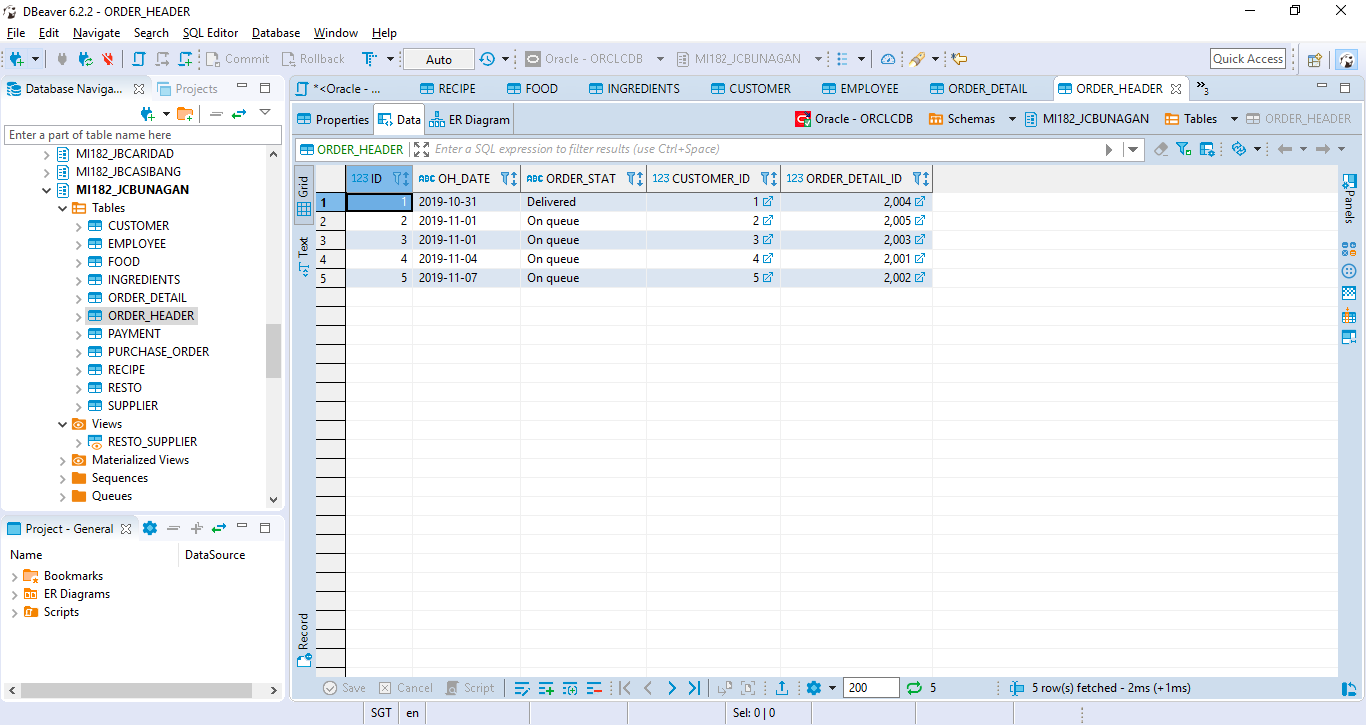 DBeaver 6.2.2 - ORDER_HEADER
File Edit Navigate Search SQL Editor Database Window Help
Commit Rollback Auto Oracle - ORCLCDB MI182_JCBUNAGAN Quick Access
Database Naviga... Projects
Enter a part of table name here
MI182_JBCARIDAD
MI182_JBCASIBANG
MI182_JCBUNAGAN
Tables
CUSTOMER
EMPLOYEE
FOOD
INGREDIENTS
ORDER_DETAIL
ORDER_HEADER
PAYMENT
PURCHASE_ORDER
RECIPE
RESTO
SUPPLIER
Views
RESTO_SUPPLIER
Materialized Views
Sequences
Queues
Project - General
Name DataSource
Bookmarks
ER Diagrams
Scripts
*<Oracle - ... RECIPE FOOD INGREDIENTS CUSTOMER EMPLOYEE ORDER_DETAIL ORDER_HEADER »3
Properties Data ER Diagram Oracle - ORCLCDB Schemas MI182_JCBUNAGAN Tables ORDER_HEADER
ORDER_HEADER Enter a SQL expression to filter results (use Ctrl+Space)
Grid
Text
Record
123 ID ABC OH_DATE ABC ORDER_STAT 123 CUSTOMER_ID 123 ORDER_DETAIL_ID
1 1 2019-10-31 Delivered 1 2,004
2 2 2019-11-01 On queue 2 2,005
3 3 2019-11-01 On queue 3 2,003
4 4 2019-11-04 On queue 4 2,001
5 5 2019-11-07 On queue 5 2,002
Panels
Save Cancel Script 200 5 5 row(s) fetched - 2ms (+1ms)
SGT en Sel: 0 | 0